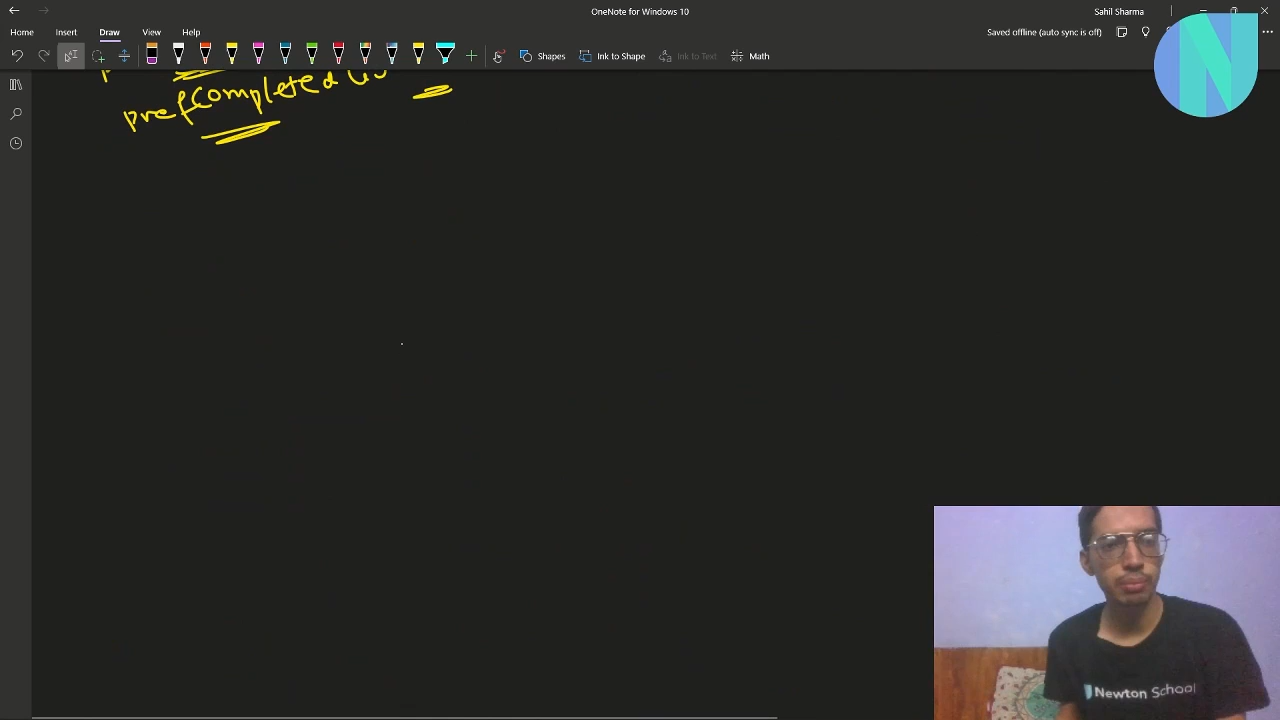 OneNote for Windows 10
Sahil Sharma
Home Insert Draw View Help
Saved offline (auto sync is off)
Shapes Ink to Shape Ink to Text Math
prefCompleted
Newton School